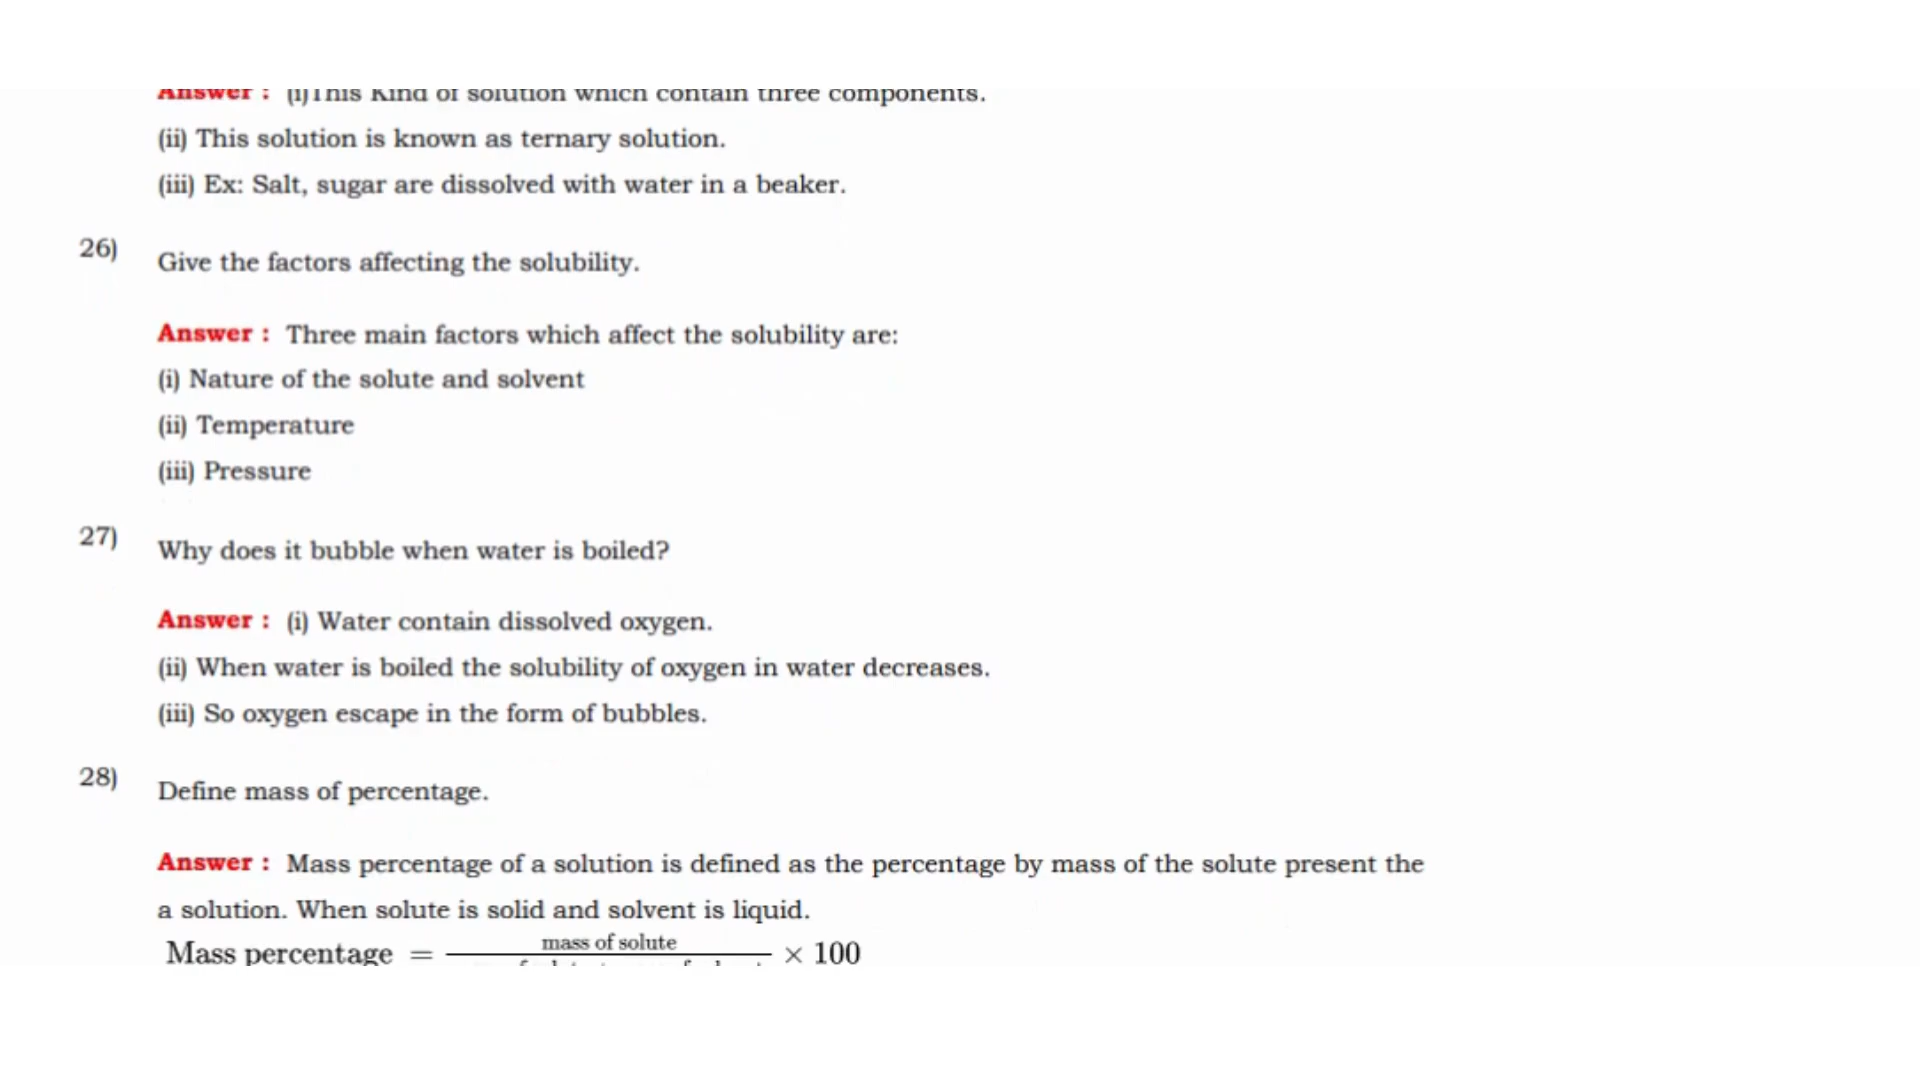 Answer : (i)This Kind of solution which contain three components.
(ii) This solution is known as ternary solution.
(iii) Ex: Salt, sugar are dissolved with water in a beaker.
26)
Give the factors affecting the solubility.
Answer : Three main factors which affect the solubility are:
(i) Nature of the solute and solvent
(ii) Temperature
(iii) Pressure
27)
Why does it bubble when water is boiled?
Answer : (i) Water contain dissolved oxygen.
(ii) When water is boiled the solubility of oxygen in water decreases.
(iii) So oxygen escape in the form of bubbles.
28)
Define mass of percentage.
Answer : Mass percentage of a solution is defined as the percentage by mass of the solute present the
a solution. When solute is solid and solvent is liquid.
mass of solute
Mass percentage = × 100